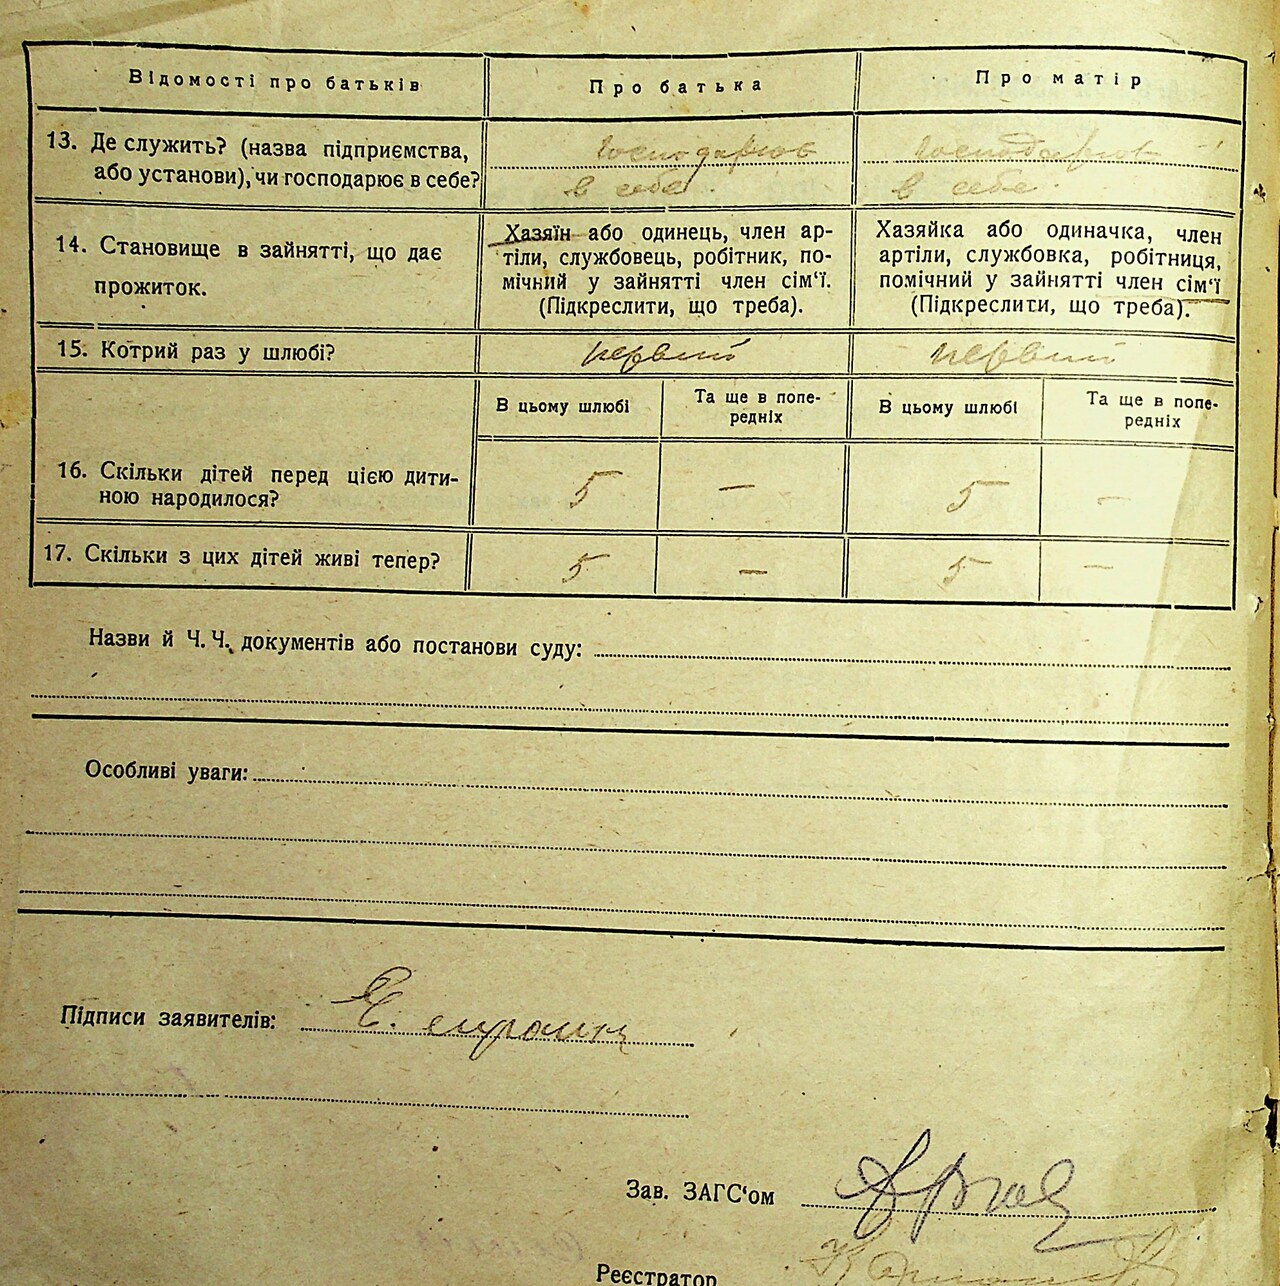 Відомості про батьків
Про батька
Про матір
13. Де служить? (назва підприємства,
або установи), чи господарює в себе?
господарює
в себе.
господарює
в себе.
14. Становище в зайнятті, що дає
прожиток.
Хазяїн або одинець, член ар-
тіли, службовець, робітник, по-
мічний у зайнятті член сім‘ї.
(Підкреслити, що треба).
Хазяйка або одиначка, член
артіли, службовка, робітниця,
помічний у зайнятті член сім‘ї
(Підкреслити, що треба).
15. Котрий раз у шлюбі?
первий
первий
В цьому шлюбі
Та ще в попе-
редніх
В цьому шлюбі
Та ще в попе-
редніх
16. Скільки дітей перед цією дити-
ною народилося?
5 — 5 —
17. Скільки з цих дітей живі тепер?
5 — 5 —
Назви й Ч. Ч. документів або постанови суду:
Особливі уваги:
Підписи заявителів:
Зав. ЗАГС‘ом
Реєстратор